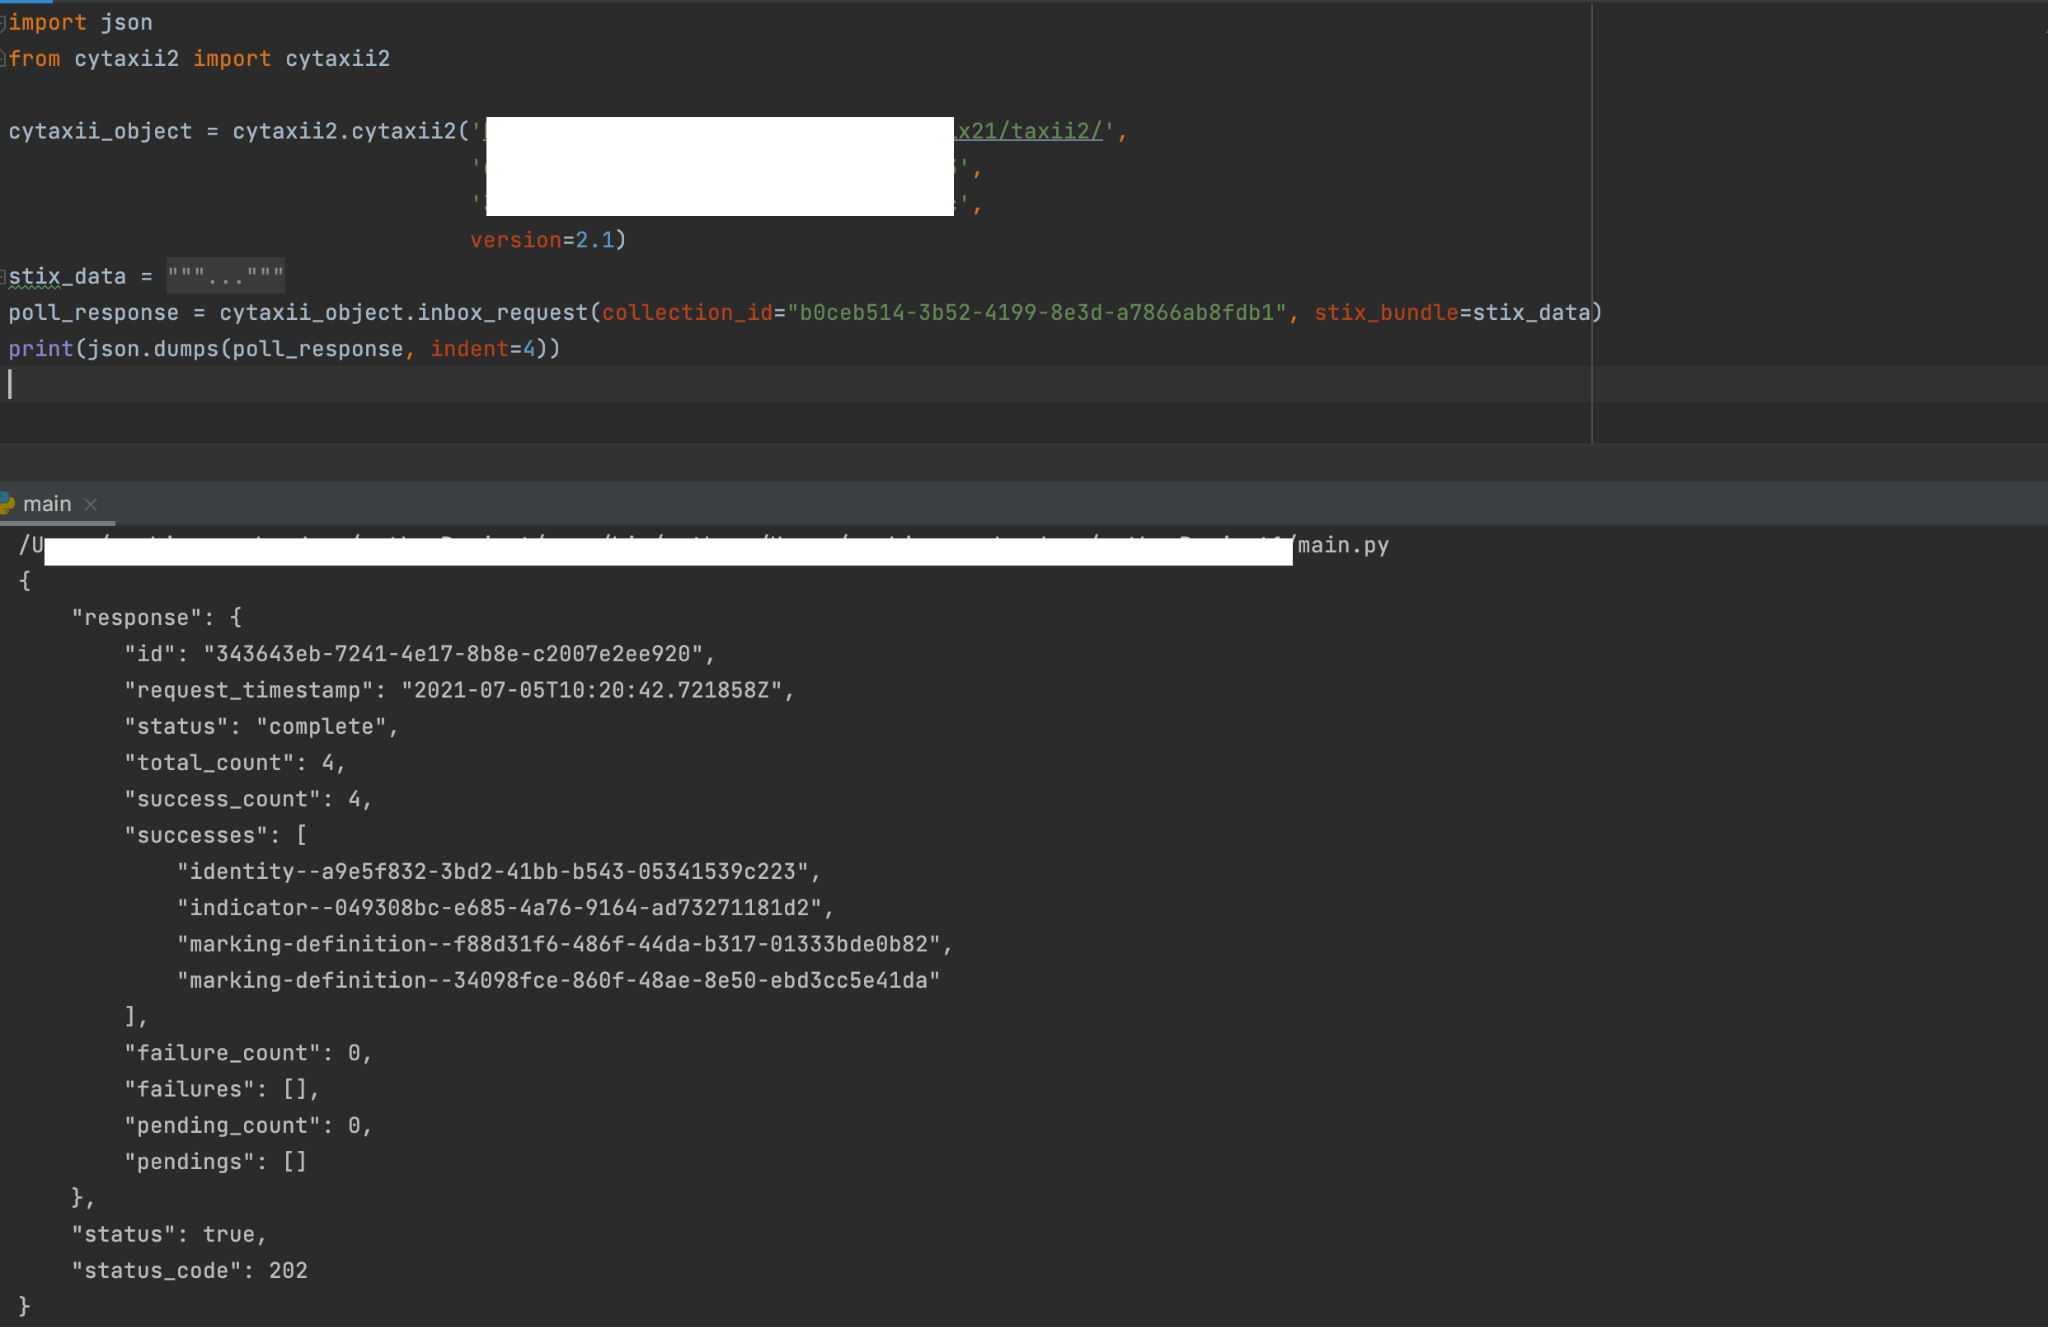 import json
from cytaxii2 import cytaxii2
cytaxii_object = cytaxii2.cytaxii2('x21/taxii2/',
',
',
version=2.1)
stix_data = """..."""
poll_response = cytaxii_object.inbox_request(collection_id="b0ceb514-3b52-4199-8e3d-a7866ab8fdb1", stix_bundle=stix_data)
print(json.dumps(poll_response, indent=4))
main
/main.py
{
"response": {
"id": "343643eb-7241-4e17-8b8e-c2007e2ee920",
"request_timestamp": "2021-07-05T10:20:42.721858Z",
"status": "complete",
"total_count": 4,
"success_count": 4,
"successes": [
"identity--a9e5f832-3bd2-41bb-b543-05341539c223",
"indicator--049308bc-e685-4a76-9164-ad73271181d2",
"marking-definition--f88d31f6-486f-44da-b317-01333bde0b82",
"marking-definition--34098fce-860f-48ae-8e50-ebd3cc5e41da"
],
"failure_count": 0,
"failures": [],
"pending_count": 0,
"pendings": []
},
"status": true,
"status_code": 202
}